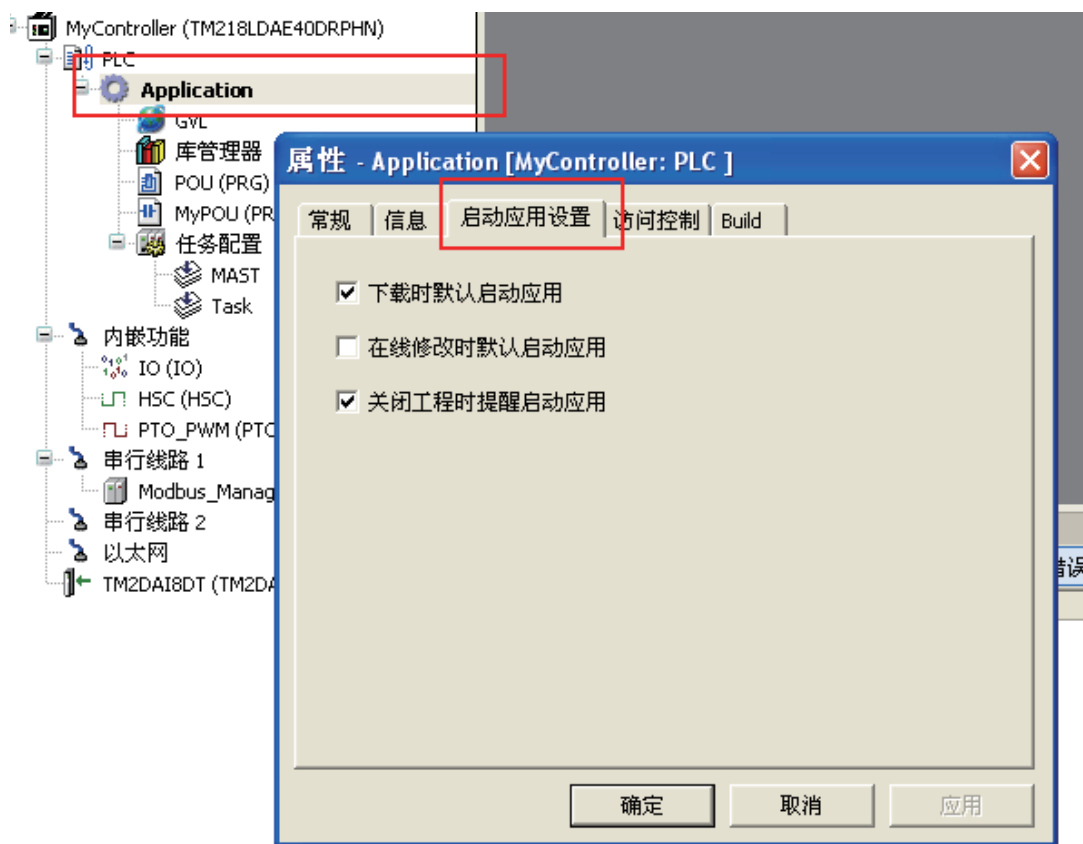 MyController (TM218LDAE40DRPHN)
PLC
Application
GVL
库管理器
POU (PRG)
MyPOU (PR
任务配置
MAST
Task
内嵌功能
IO (IO)
HSC (HSC)
PTO_PWM (PTO
串行线路 1
Modbus_Manag
串行线路 2
以太网
TM2DAI8DT (TM2DA
属性 - Application [MyController: PLC ]
常规 信息 启动应用设置 访问控制 Build
下载时默认启动应用
在线修改时默认启动应用
关闭工程时提醒启动应用
确定 取消 应用
错误